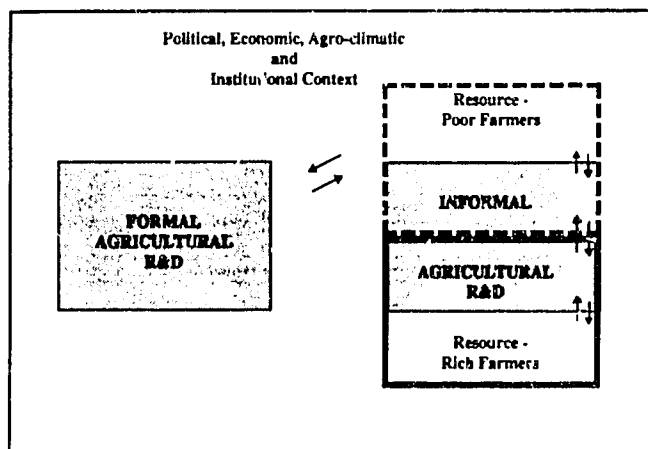 Political, Economic, Agro-climatic
and
Institutional Context
Resource -
Poor Farmers
FORMAL
AGRICULTURAL
R&D
INFORMAL
AGRICULTURAL
R&D
Resource -
Rich Farmers